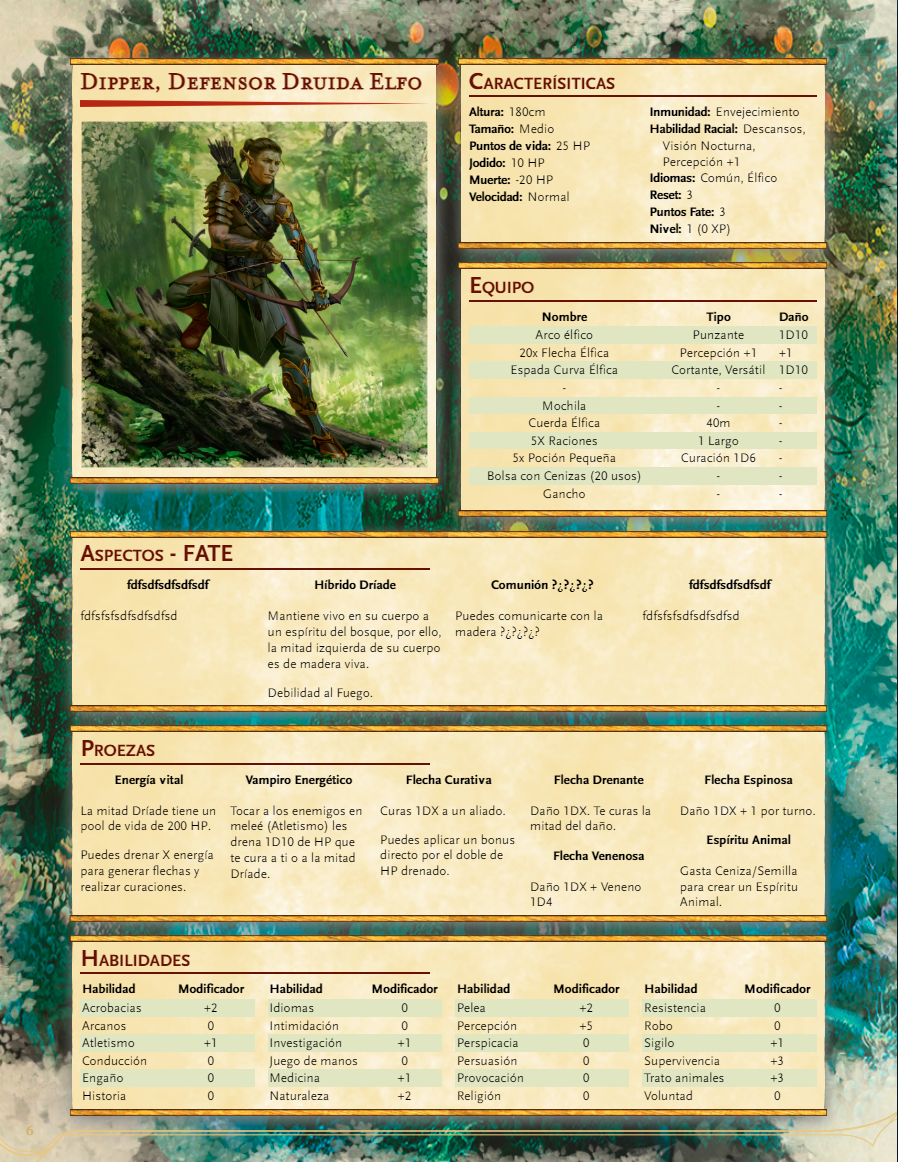 Dipper, Defensor Druida Elfo
Caracterísiticas
Altura: 180cm
Tamaño: Medio
Puntos de vida: 25 HP
Jodido: 10 HP
Muerte: -20 HP
Velocidad: Normal
Inmunidad: Envejecimiento
Habilidad Racial: Descansos,
Visión Nocturna,
Percepción +1
Idiomas: Común, Élfico
Reset: 3
Puntos Fate: 3
Nivel: 1 (0 XP)
Equipo
Nombre Tipo Daño
Arco élfico Punzante 1D10
20x Flecha Élfica Percepción +1 +1
Espada Curva Élfica Cortante, Versátil 1D10
- - -
Mochila - -
Cuerda Élfica 40m -
5X Raciones 1 Largo -
5x Poción Pequeña Curación 1D6 -
Bolsa con Cenizas (20 usos) - -
Gancho - -
Aspectos - FATE
fdfsdfsdfsdfsdf
fdfsfsfsdfsdfsdfsd
Híbrido Dríade
Mantiene vivo en su cuerpo a
un espíritu del bosque, por ello,
la mitad izquierda de su cuerpo
es de madera viva.
Debilidad al Fuego.
Comunión ?¿?¿?¿?
Puedes comunicarte con la
madera ?¿?¿?¿?
fdfsdfsdfsdfsdf
fdfsfsfsdfsdfsdfsd
Proezas
Energía vital
La mitad Dríade tiene un
pool de vida de 200 HP.
Puedes drenar X energía
para generar flechas y
realizar curaciones.
Vampiro Energético
Tocar a los enemigos en
meleé (Atletismo) les
drena 1D10 de HP que
te cura a ti o a la mitad
Dríade.
Flecha Curativa
Curas 1DX a un aliado.
Puedes aplicar un bonus
directo por el doble de
HP drenado.
Flecha Drenante
Daño 1DX. Te curas la
mitad del daño.
Flecha Venenosa
Daño 1DX + Veneno
1D4
Flecha Espinosa
Daño 1DX + 1 por turno.
Espíritu Animal
Gasta Ceniza/Semilla
para crear un Espíritu
Animal.
Habilidades
Habilidad Modificador Habilidad Modificador Habilidad Modificador Habilidad Modificador
Acrobacias +2 Idiomas 0 Pelea +2 Resistencia 0
Arcanos 0 Intimidación 0 Percepción +5 Robo 0
Atletismo +1 Investigación +1 Perspicacia 0 Sigilo +1
Conducción 0 Juego de manos 0 Persuasión 0 Supervivencia +3
Engaño 0 Medicina +1 Provocación 0 Trato animales +3
Historia 0 Naturaleza +2 Religión 0 Voluntad 0
6